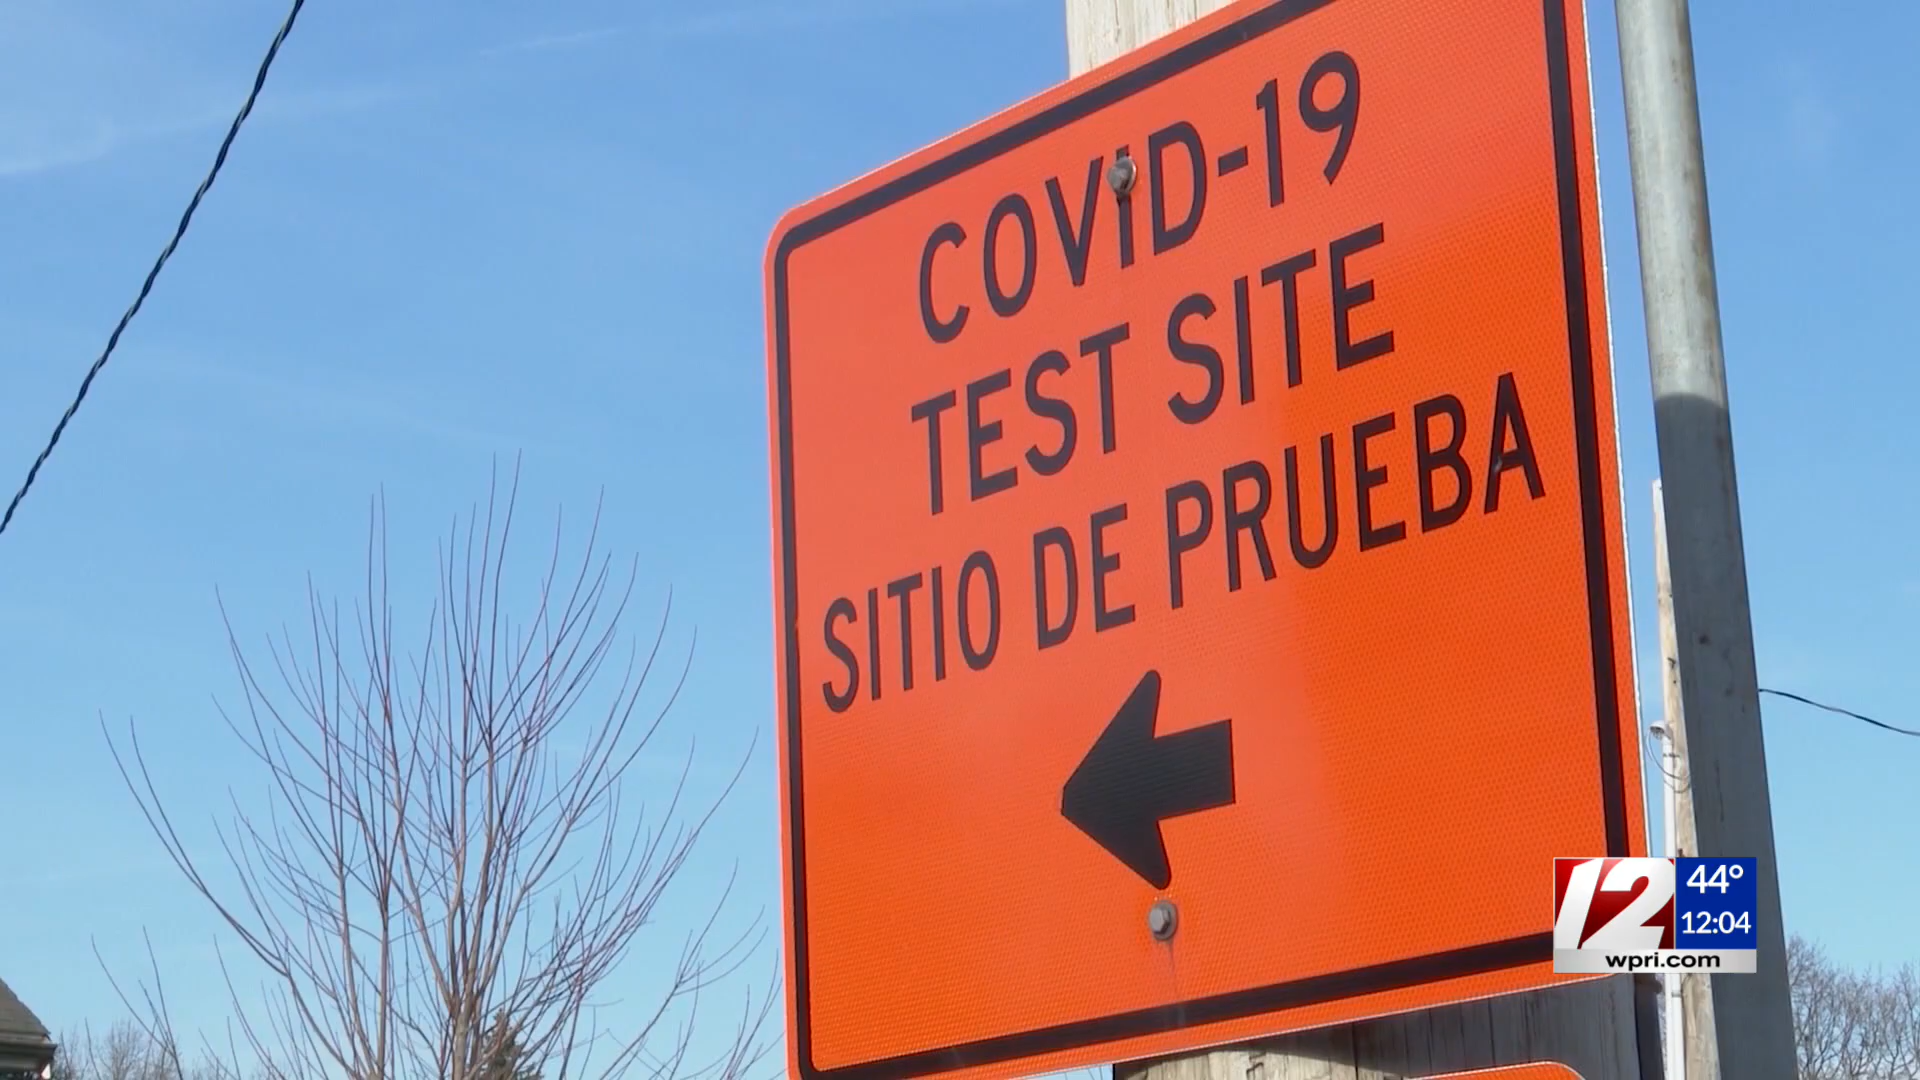 COVID-19
TEST SITE
SITIO DE PRUEBA
12
44°
12:04
wpri.com